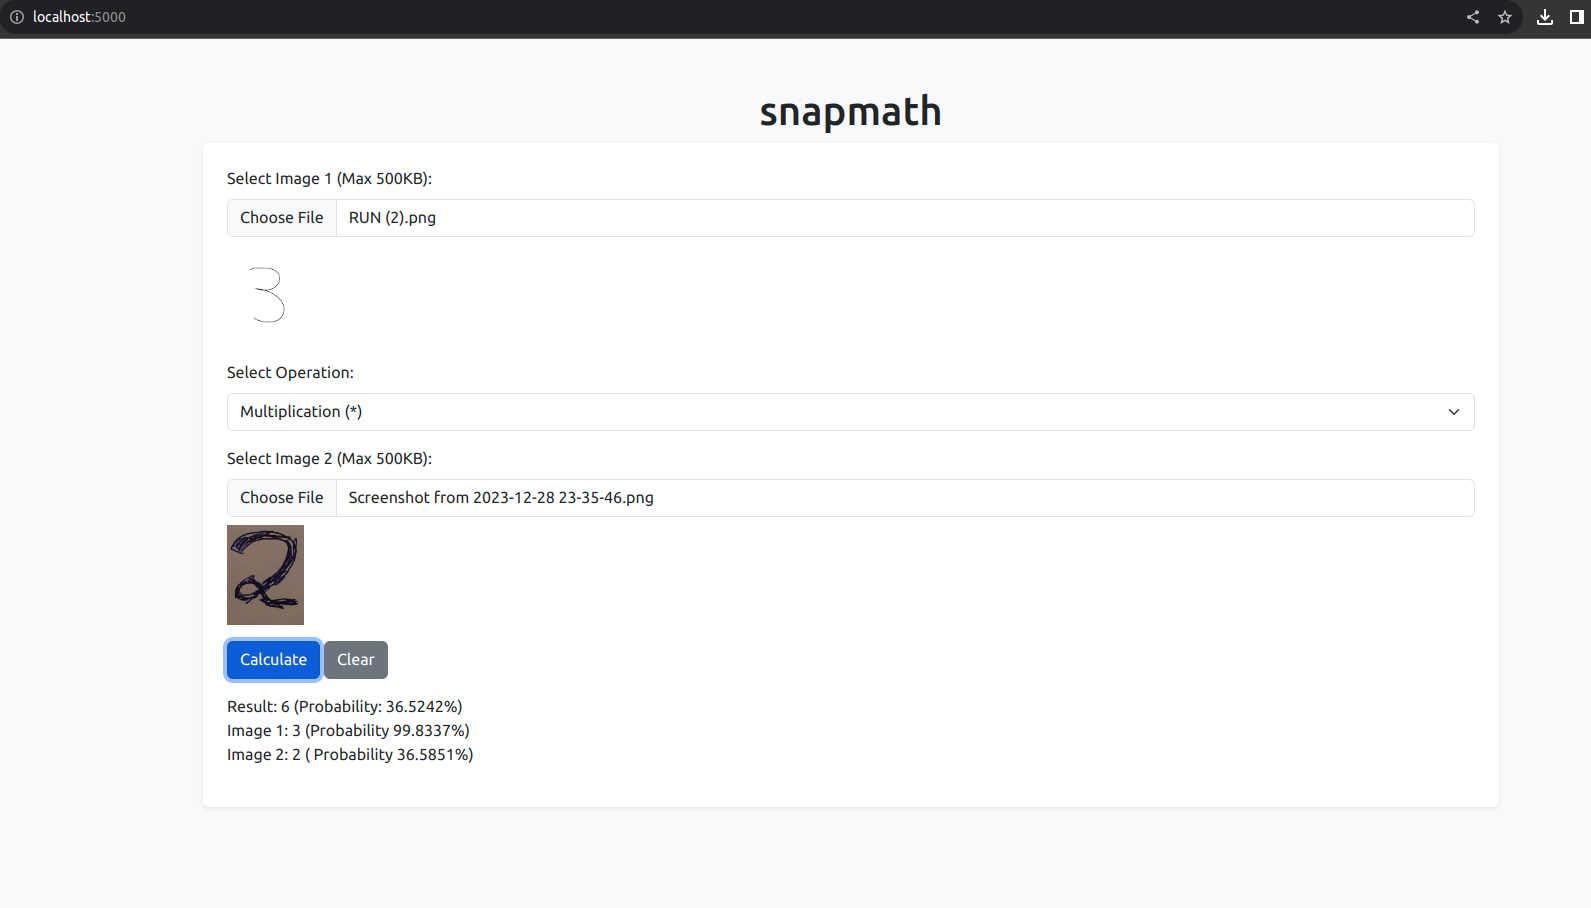 localhost:5000
snapmath
Select Image 1 (Max 500KB):
Choose File RUN (2).png
3
Select Operation:
Multiplication (*)
Select Image 2 (Max 500KB):
Choose File Screenshot from 2023-12-28 23-35-46.png
2
Calculate Clear
Result: 6 (Probability: 36.5242%)
Image 1: 3 (Probability 99.8337%)
Image 2: 2 ( Probability 36.5851%)